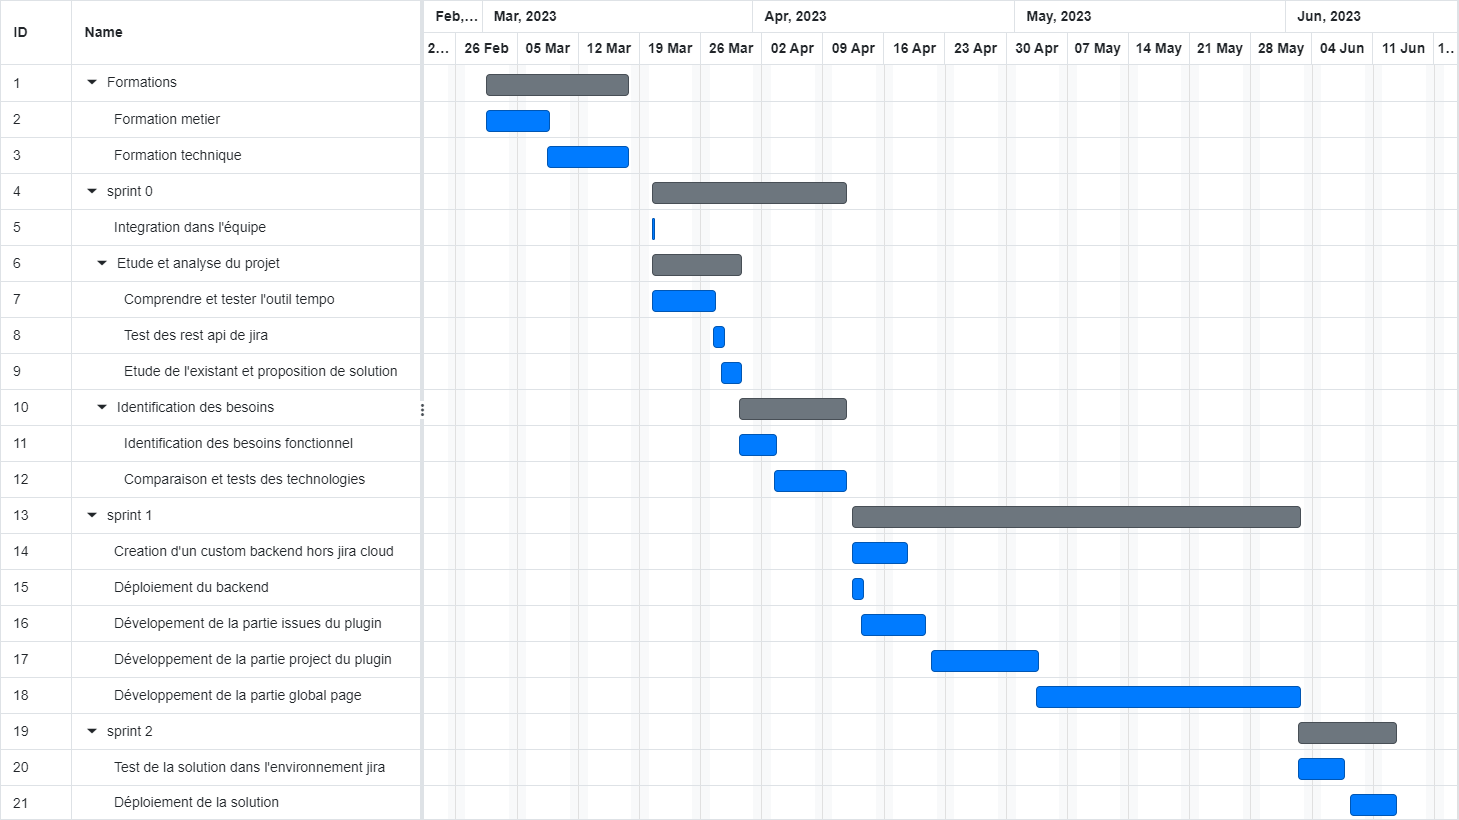 ID Name Feb,... Mar, 2023 Apr, 2023 May, 2023 Jun, 2023
2... 26 Feb 05 Mar 12 Mar 19 Mar 26 Mar 02 Apr 09 Apr 16 Apr 23 Apr 30 Apr 07 May 14 May 21 May 28 May 04 Jun 11 Jun 1..
1 Formations
2 Formation metier
3 Formation technique
4 sprint 0
5 Integration dans l'équipe
6 Etude et analyse du projet
7 Comprendre et tester l'outil tempo
8 Test des rest api de jira
9 Etude de l'existant et proposition de solution
10 Identification des besoins
11 Identification des besoins fonctionnel
12 Comparaison et tests des technologies
13 sprint 1
14 Creation d'un custom backend hors jira cloud
15 Déploiement du backend
16 Dévelopement de la partie issues du plugin
17 Développement de la partie project du plugin
18 Développement de la partie global page
19 sprint 2
20 Test de la solution dans l'environnement jira
21 Déploiement de la solution